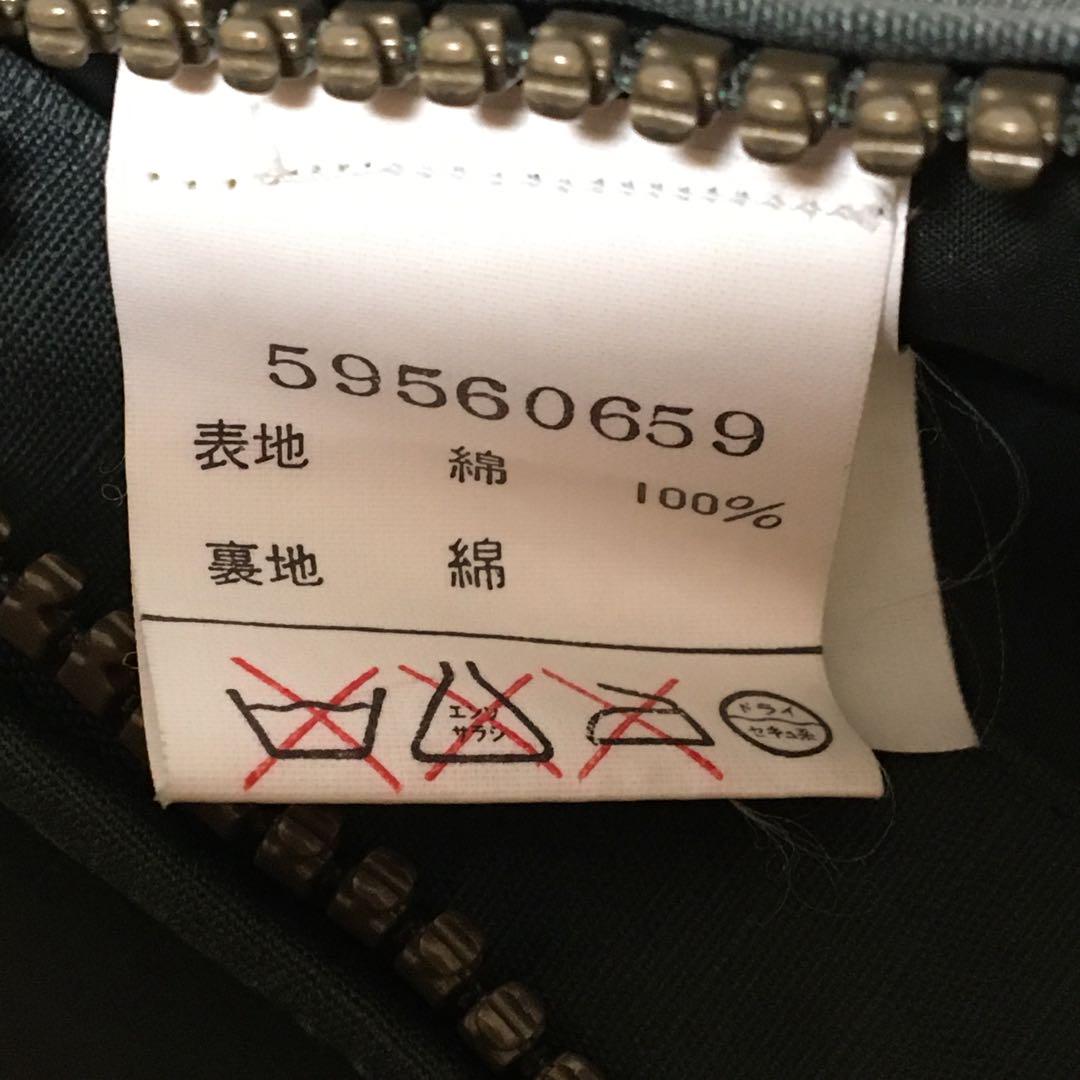 59560659
表地 綿 100%
裏地 綿
エンソ
サラシ
ドライ
セキユ系